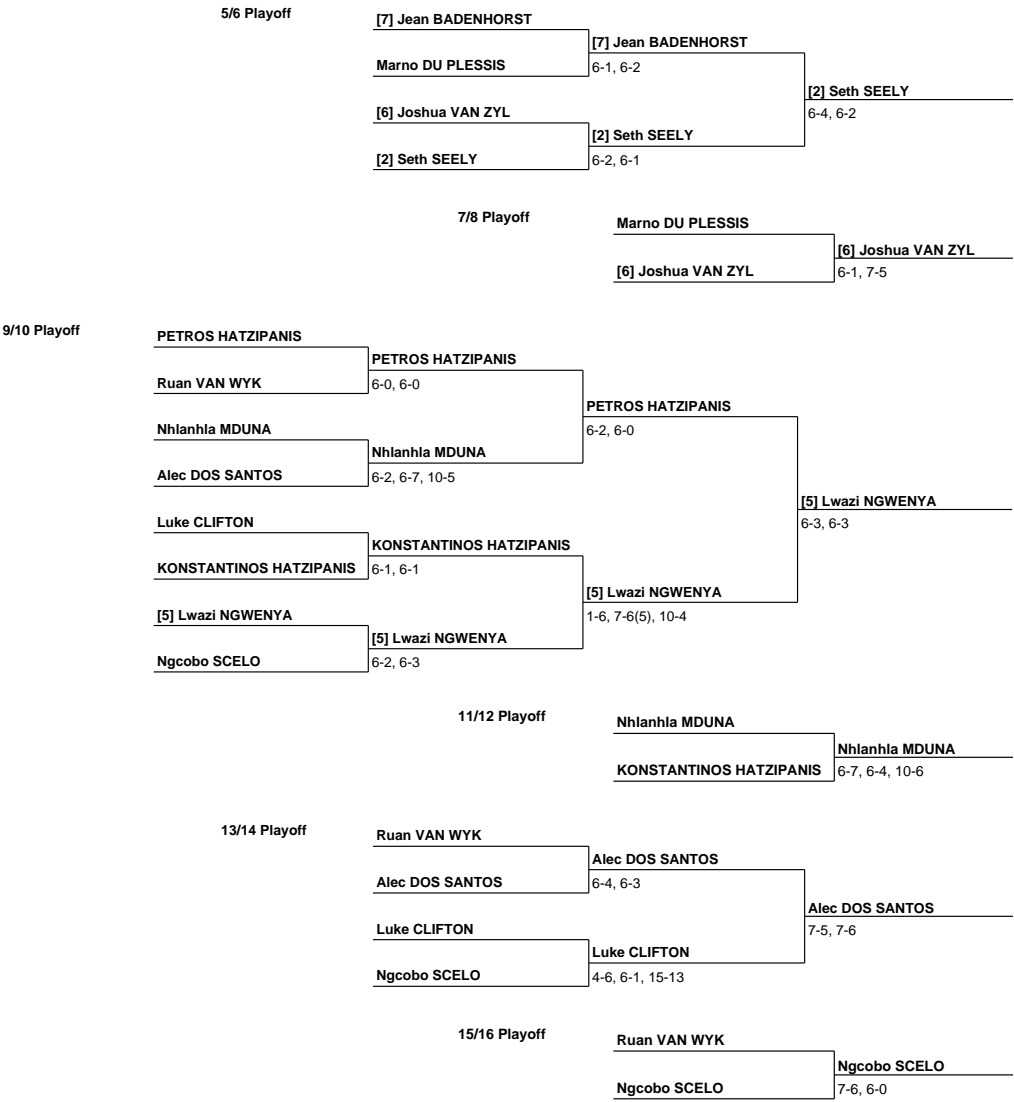 5/6 Playoff
[7] Jean BADENHORST
[7] Jean BADENHORST
Marno DU PLESSIS
6-1, 6-2
[2] Seth SEELY
[6] Joshua VAN ZYL
6-4, 6-2
[2] Seth SEELY
[2] Seth SEELY
6-2, 6-1
7/8 Playoff
Marno DU PLESSIS
[6] Joshua VAN ZYL
[6] Joshua VAN ZYL
6-1, 7-5
9/10 Playoff
PETROS HATZIPANIS
PETROS HATZIPANIS
Ruan VAN WYK
6-0, 6-0
PETROS HATZIPANIS
Nhlanhla MDUNA
6-2, 6-0
Nhlanhla MDUNA
Alec DOS SANTOS
6-2, 6-7, 10-5
[5] Lwazi NGWENYA
Luke CLIFTON
6-3, 6-3
KONSTANTINOS HATZIPANIS
KONSTANTINOS HATZIPANIS
6-1, 6-1
[5] Lwazi NGWENYA
[5] Lwazi NGWENYA
1-6, 7-6(5), 10-4
[5] Lwazi NGWENYA
Ngcobo SCELO
6-2, 6-3
11/12 Playoff
Nhlanhla MDUNA
Nhlanhla MDUNA
KONSTANTINOS HATZIPANIS
6-7, 6-4, 10-6
13/14 Playoff
Ruan VAN WYK
Alec DOS SANTOS
Alec DOS SANTOS
6-4, 6-3
Alec DOS SANTOS
Luke CLIFTON
7-5, 7-6
Luke CLIFTON
Ngcobo SCELO
4-6, 6-1, 15-13
15/16 Playoff
Ruan VAN WYK
Ngcobo SCELO
Ngcobo SCELO
7-6, 6-0